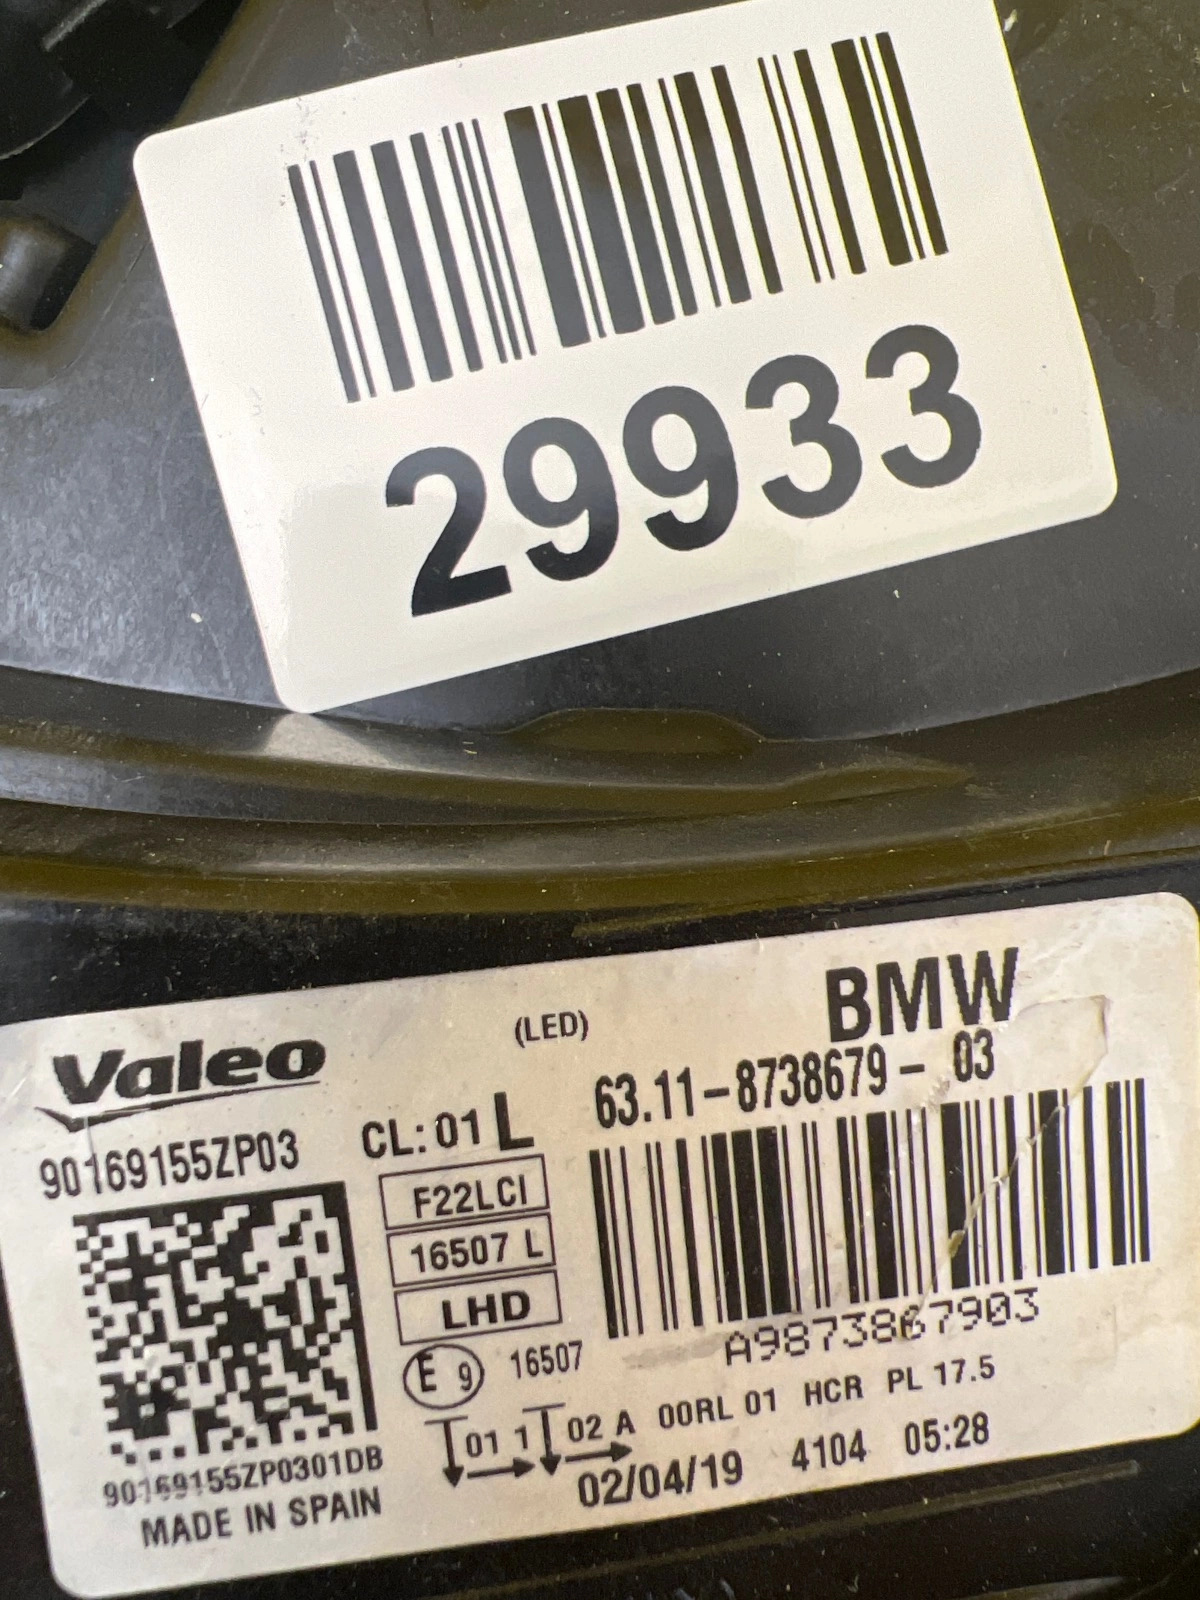 29933
Valeo
(LED)
BMW
63.11-8738679- 03
90169155ZP03
CL:01 L
F22LCI
16507 L
LHD
A9873867903
E 9
16507
01 1
02 A
00RL 01 HCR PL 17.5
90169155ZP0301DB
02/04/19 4104 05:28
MADE IN SPAIN